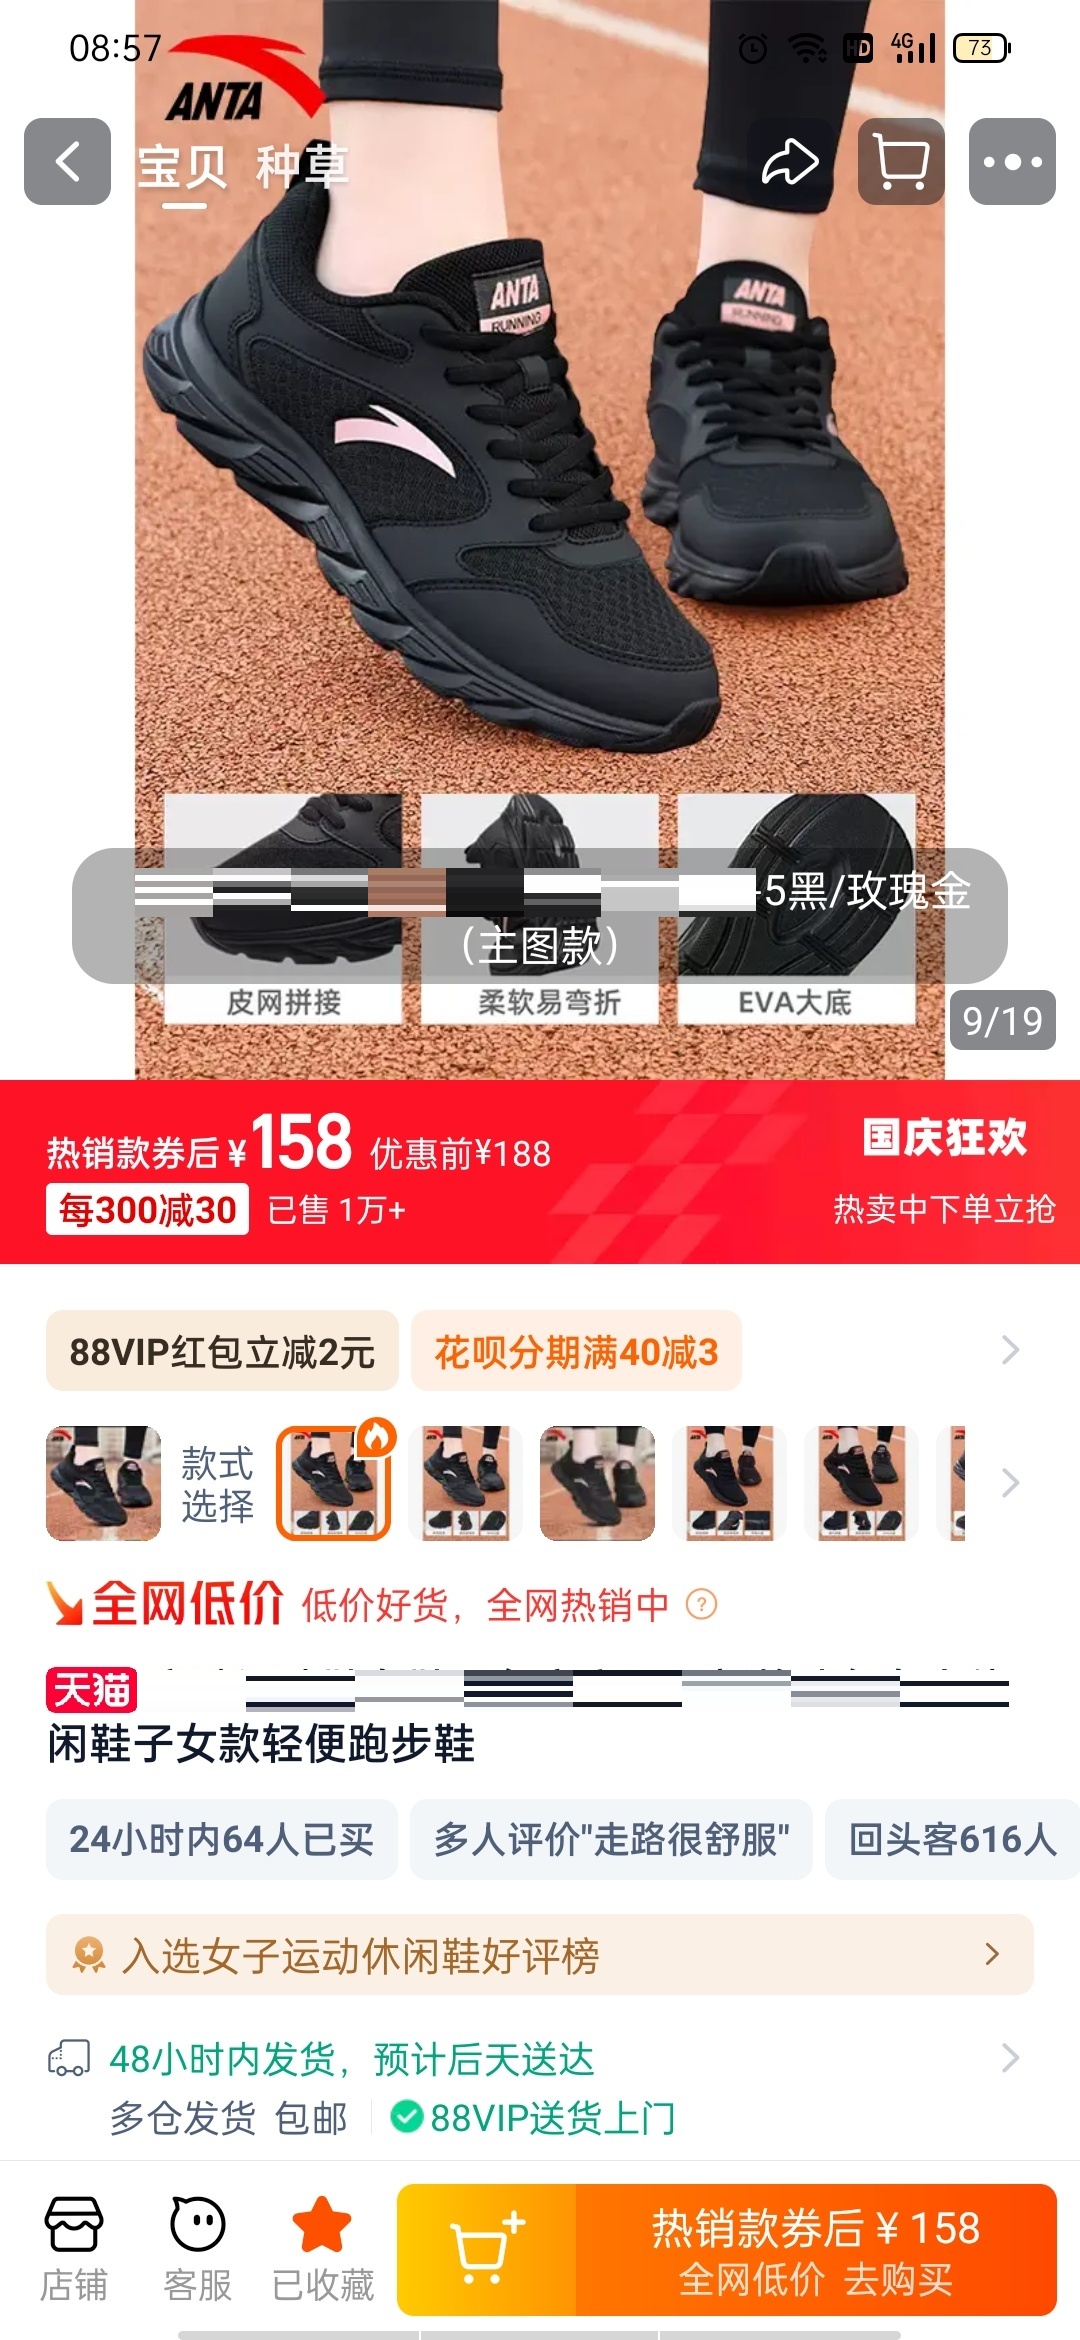 08:57
HD
4G
73
ANTA
宝贝 种草
ANTA
RUNNING
ANTA
RUNNING
-5黑/玫瑰金
(主图款)
皮网拼接
柔软易弯折
EVA大底
9/19
热销款券后¥158 优惠前¥188
国庆狂欢
每300减30 已售 1万+
热卖中下单立抢
88VIP红包立减2元
花呗分期满40减3
款式
选择
全网低价 低价好货，全网热销中 ?
天猫
闲鞋子女款轻便跑步鞋
24小时内64人已买
多人评价"走路很舒服"
回头客616人
入选女子运动休闲鞋好评榜
48小时内发货，预计后天送达
多仓发货 包邮
88VIP送货上门
店铺
客服
已收藏
热销款券后¥158
全网低价 去购买